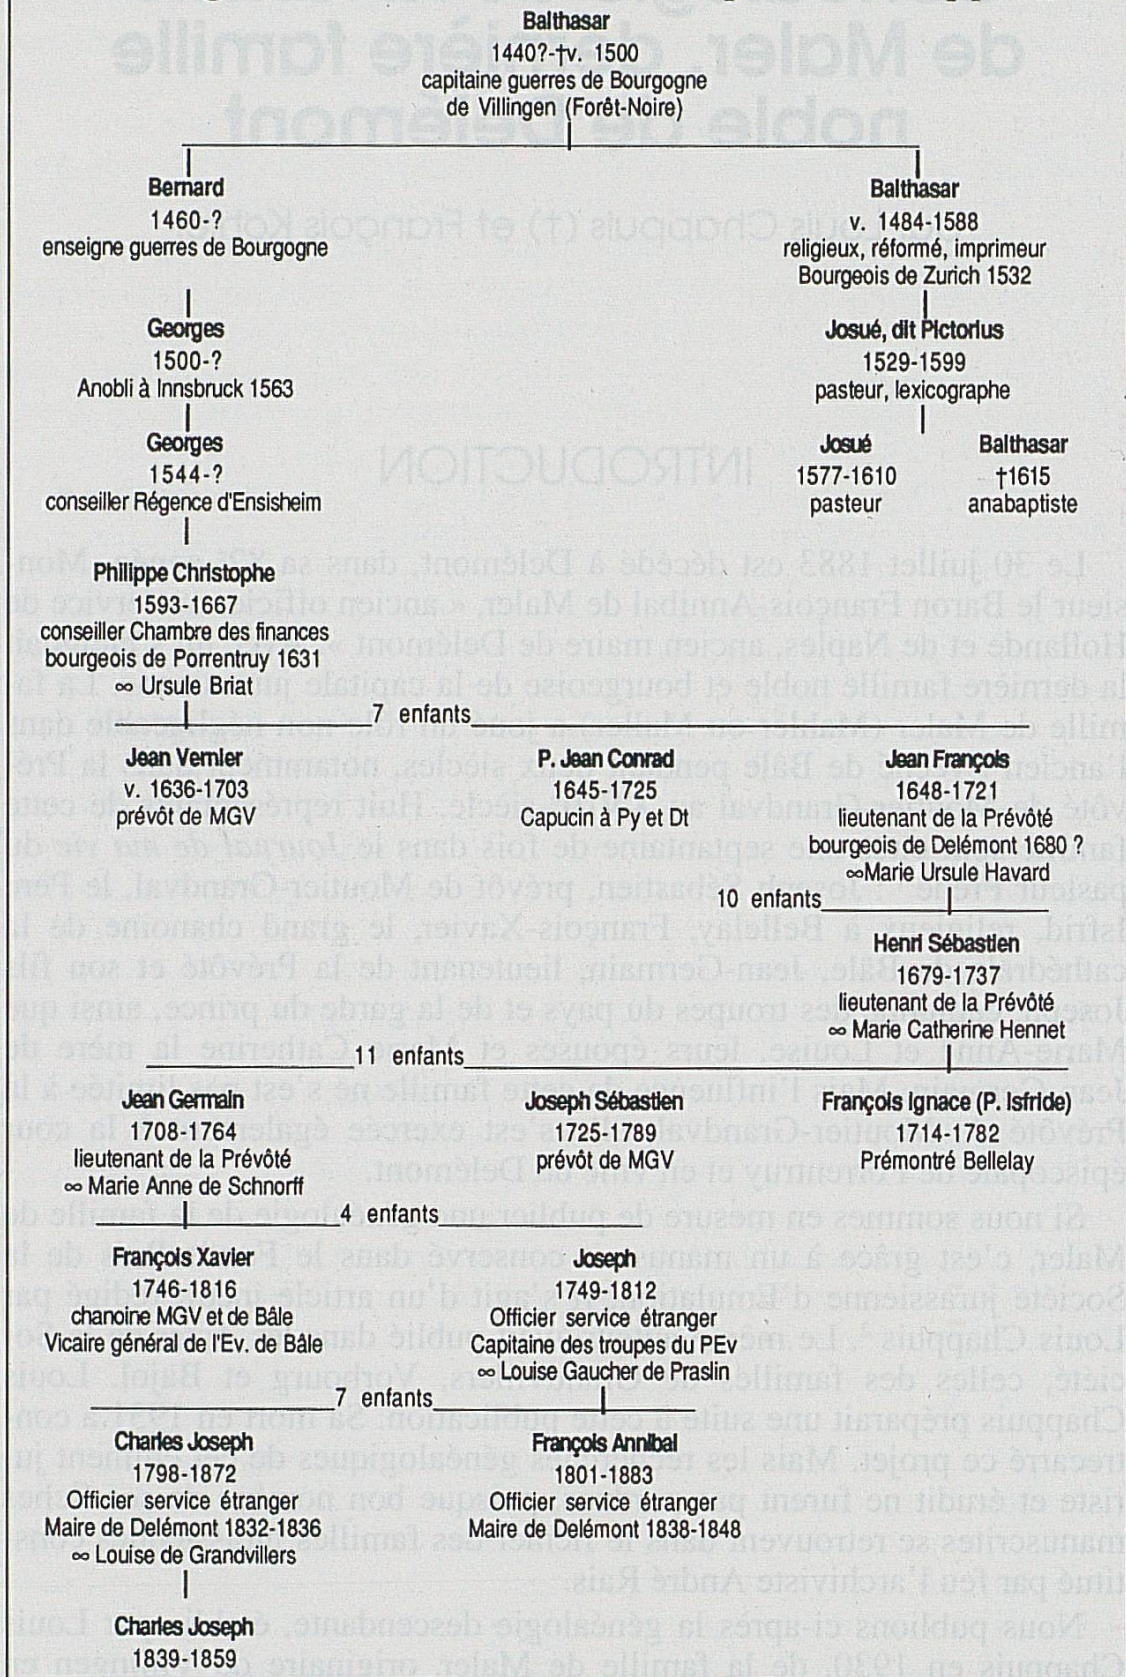 Balthasar
1440?-†v. 1500
capitaine guerres de Bourgogne
de Villingen (Forêt-Noire)
Bernard
1460-?
enseigne guerres de Bourgogne
Balthasar
v. 1484-1588
religieux, réformé, imprimeur
Bourgeois de Zurich 1532
Georges
1500-?
Anobli à Innsbruck 1563
Josué, dit Pictorius
1529-1599
pasteur, lexicographe
Georges
1544-?
conseiller Régence d'Ensisheim
Josué
1577-1610
pasteur
Balthasar
†1615
anabaptiste
Philippe Christophe
1593-1667
conseiller Chambre des finances
bourgeois de Porrentruy 1631
∞ Ursule Briat
7 enfants
Jean Vernier
v. 1636-1703
prévôt de MGV
P. Jean Conrad
1645-1725
Capucin à Py et Dt
Jean François
1648-1721
lieutenant de la Prévôté
bourgeois de Delémont 1680 ?
∞Marie Ursule Havard
10 enfants
Henri Sébastien
1679-1737
lieutenant de la Prévôté
∞ Marie Catherine Hennet
11 enfants
Jean Germain
1708-1764
lieutenant de la Prévôté
∞ Marie Anne de Schnorff
Joseph Sébastien
1725-1789
prévôt de MGV
François Ignace (P. Isfride)
1714-1782
Prémontré Bellelay
4 enfants
François Xavier
1746-1816
chanoine MGV et de Bâle
Vicaire général de l'Ev. de Bâle
Joseph
1749-1812
Officier service étranger
Capitaine des troupes du PEv
∞ Louise Gaucher de Praslin
7 enfants
Charles Joseph
1798-1872
Officier service étranger
Maire de Delémont 1832-1836
∞ Louise de Grandvillers
François Annibal
1801-1883
Officier service étranger
Maire de Delémont 1838-1848
Charles Joseph
1839-1859